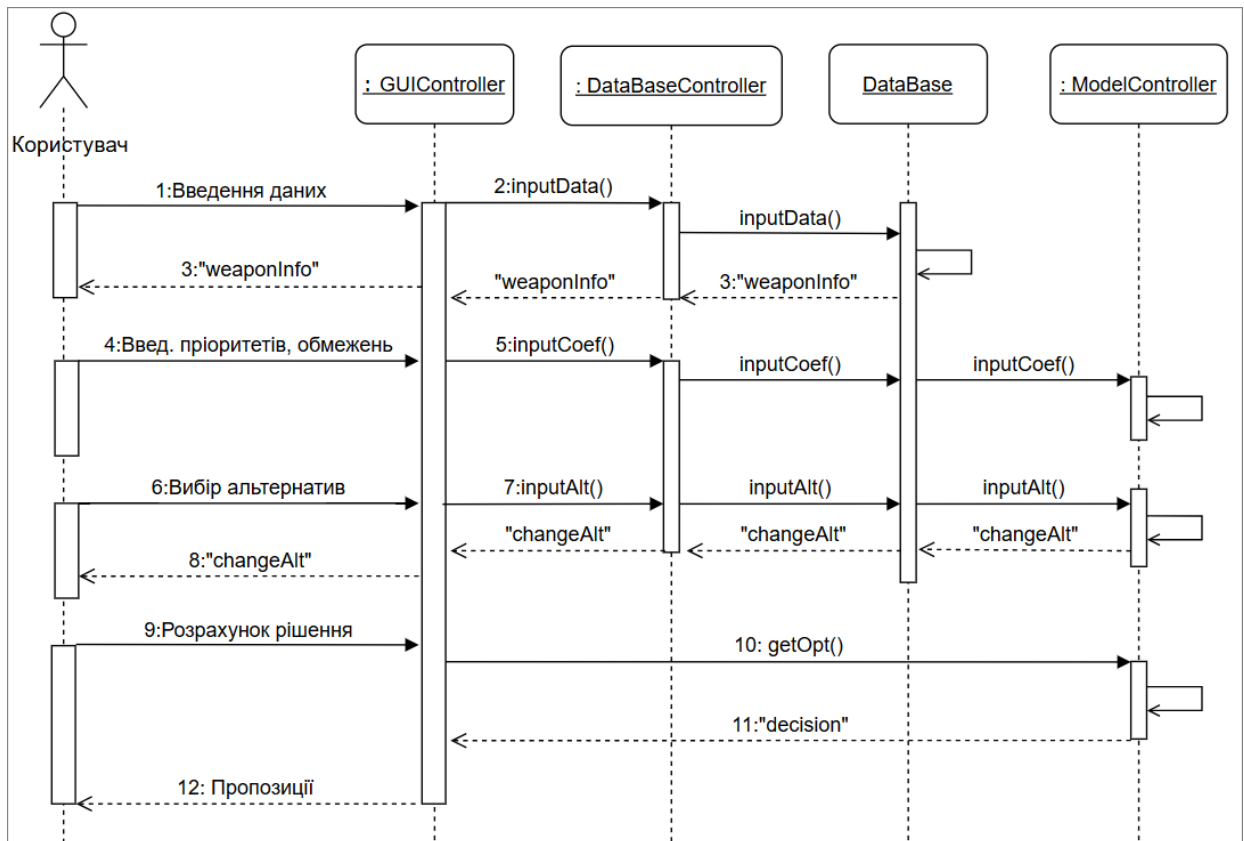 : GUIController
: DataBaseController
DataBase
: ModelController
Користувач
1:Введення даних
2:inputData()
inputData()
3:"weaponInfo"
"weaponInfo"
3:"weaponInfo"
4:Введ. пріоритетів, обмежень
5:inputCoef()
inputCoef()
inputCoef()
6:Вибір альтернатив
7:inputAlt()
inputAlt()
inputAlt()
"changeAlt"
"changeAlt"
"changeAlt"
8:"changeAlt"
9:Розрахунок рішення
10: getOpt()
11:"decision"
12: Пропозиції